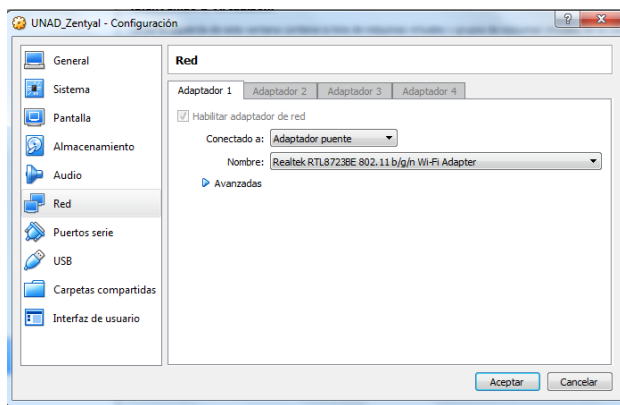 UNAD_Zentyal - Configuración
General
Sistema
Pantalla
Almacenamiento
Audio
Red
Puertos serie
USB
Carpetas compartidas
Interfaz de usuario
Red
Adaptador 1 Adaptador 2 Adaptador 3 Adaptador 4
Habilitar adaptador de red
Conectado a: Adaptador puente
Nombre: Realtek RTL8723BE 802.11 b/g/n Wi-Fi Adapter
Avanzadas
Aceptar Cancelar